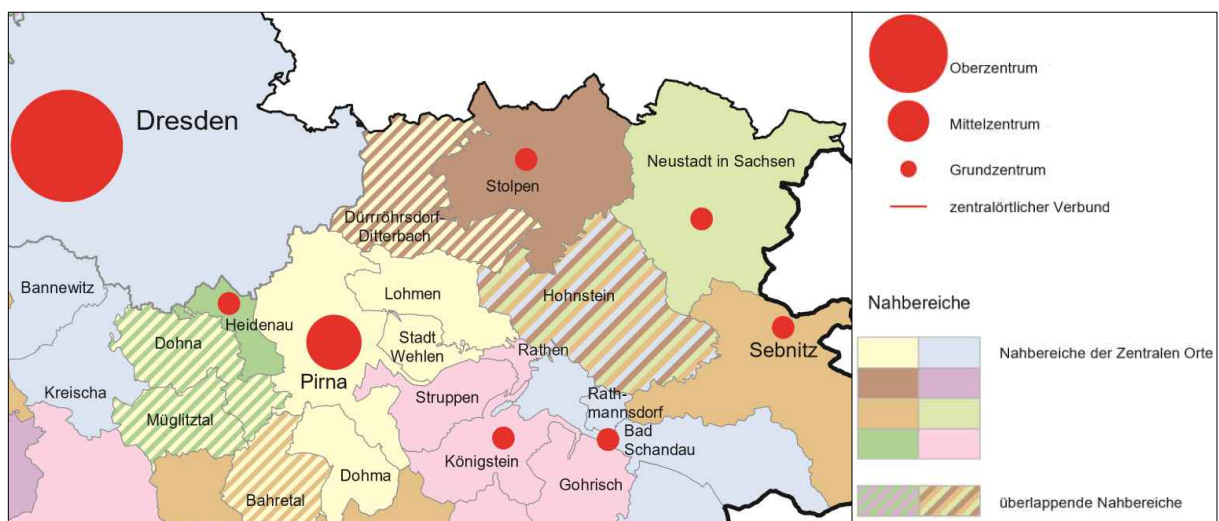 Dresden
Neustadt in Sachsen
Stolpen
Dürrröhrsdorf-
Ditterbach
Bannewitz
Lohmen
Hohnstein
Heidenau
Dohna
Stadt
Wehlen
Rathen
Sebnitz
Pirna
Kreischa
Struppen
Rath-
mannsdorf
Müglitztal
Bad
Schandau
Königstein
Dohma
Gohrisch
Bahretal
Oberzentrum
Mittelzentrum
Grundzentrum
zentralörtlicher Verbund
Nahbereiche
Nahbereiche der Zentralen Orte
überlappende Nahbereiche